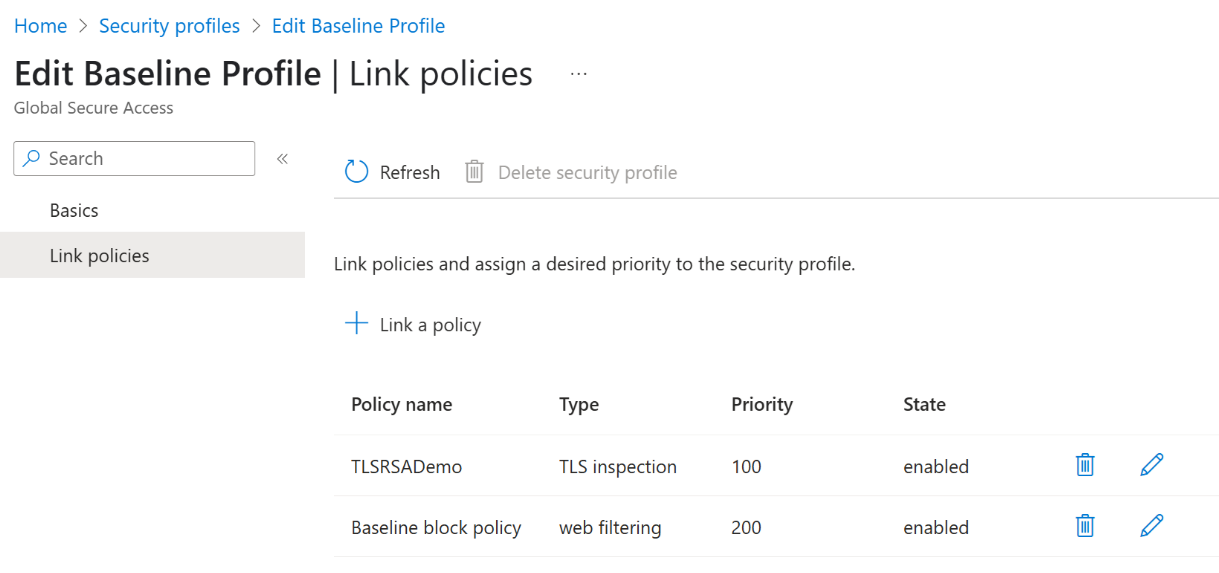 Home > Security profiles > Edit Baseline Profile
Edit Baseline Profile | Link policies ...
Global Secure Access
Search «
Refresh Delete security profile
Basics
Link policies
Link policies and assign a desired priority to the security profile.
+ Link a policy
Policy name Type Priority State
TLSRSADemo TLS inspection 100 enabled
Baseline block policy web filtering 200 enabled